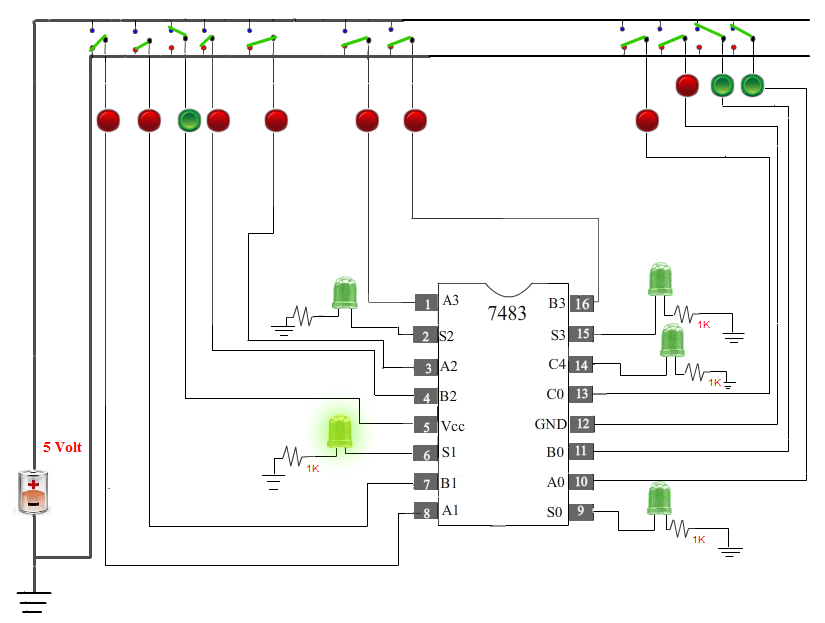 5 Volt
7483
1 A3
2 S2
3 A2
4 B2
5 Vcc
6 S1
7 B1
8 A1
B3 16
S3 15
C4 14
C0 13
GND 12
B0 11
A0 10
S0 9
1K
1K
1K
1K